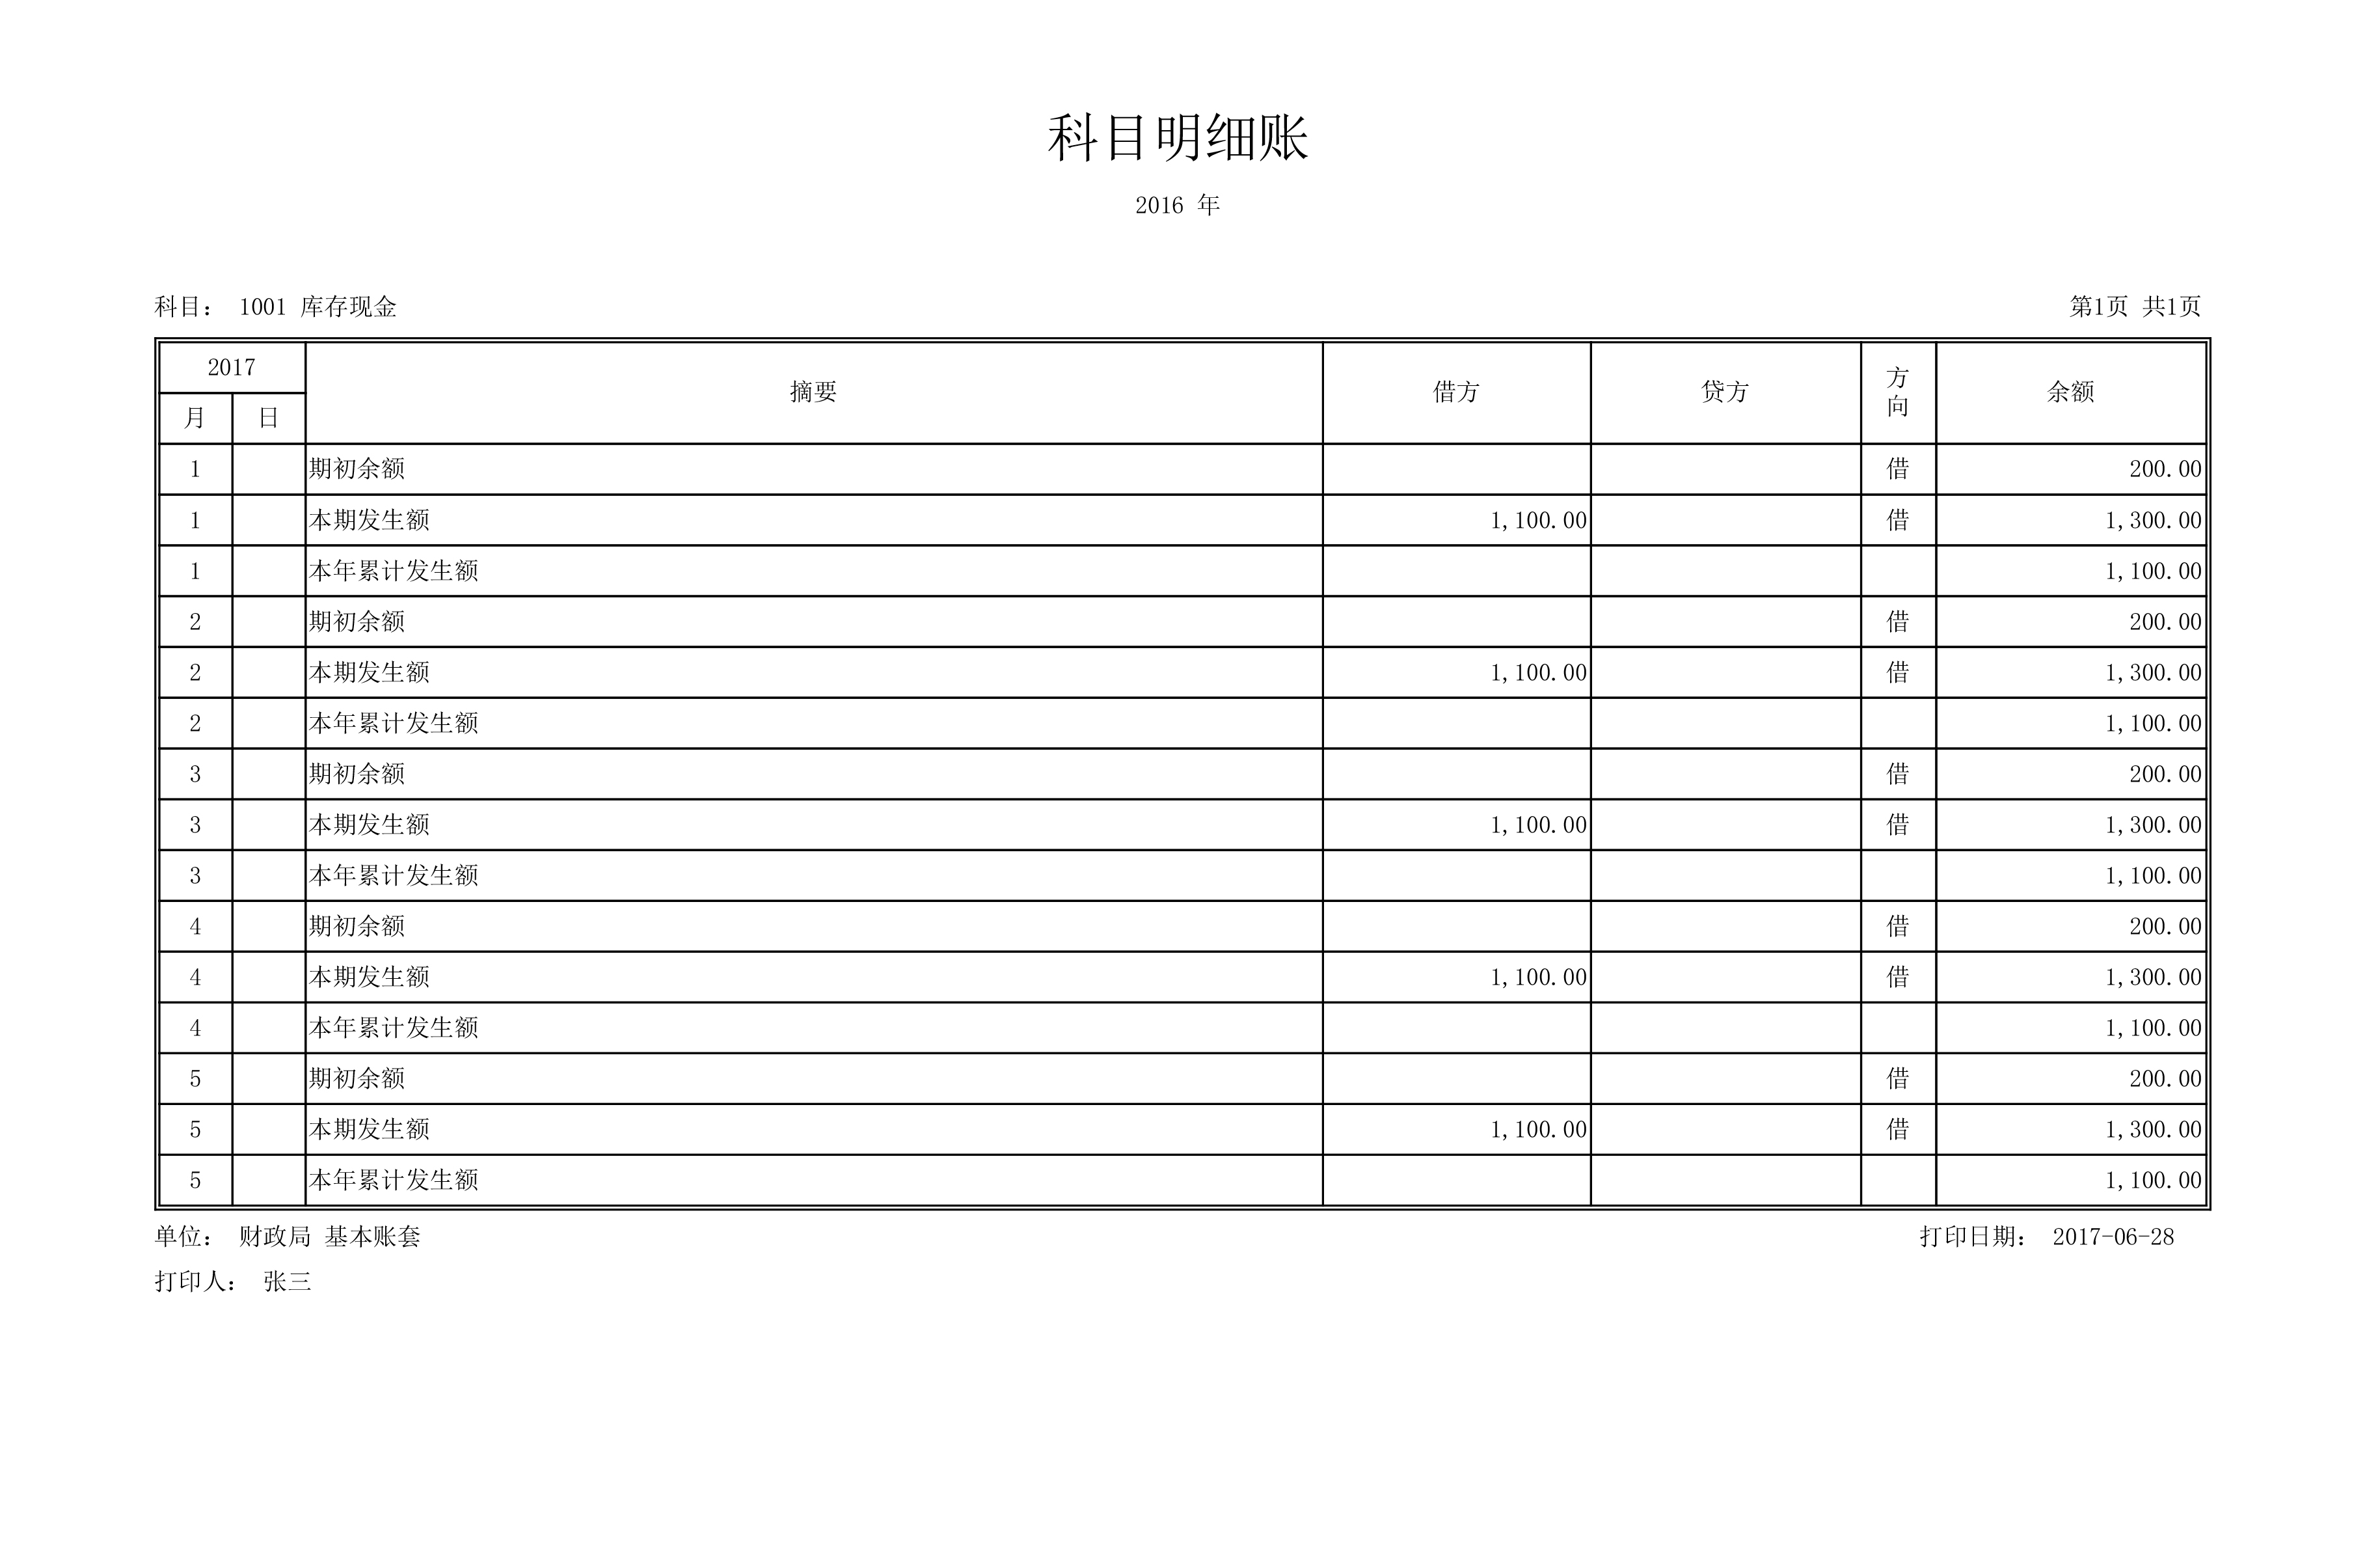 科目明细账
2016 年
科目： 1001 库存现金 第1页 共1页
2017 摘要 借方 贷方 方向 余额
月 日
1 期初余额 借 200.00
1 本期发生额 1,100.00 借 1,300.00
1 本年累计发生额 1,100.00
2 期初余额 借 200.00
2 本期发生额 1,100.00 借 1,300.00
2 本年累计发生额 1,100.00
3 期初余额 借 200.00
3 本期发生额 1,100.00 借 1,300.00
3 本年累计发生额 1,100.00
4 期初余额 借 200.00
4 本期发生额 1,100.00 借 1,300.00
4 本年累计发生额 1,100.00
5 期初余额 借 200.00
5 本期发生额 1,100.00 借 1,300.00
5 本年累计发生额 1,100.00
单位： 财政局 基本账套 打印日期： 2017-06-28
打印人： 张三